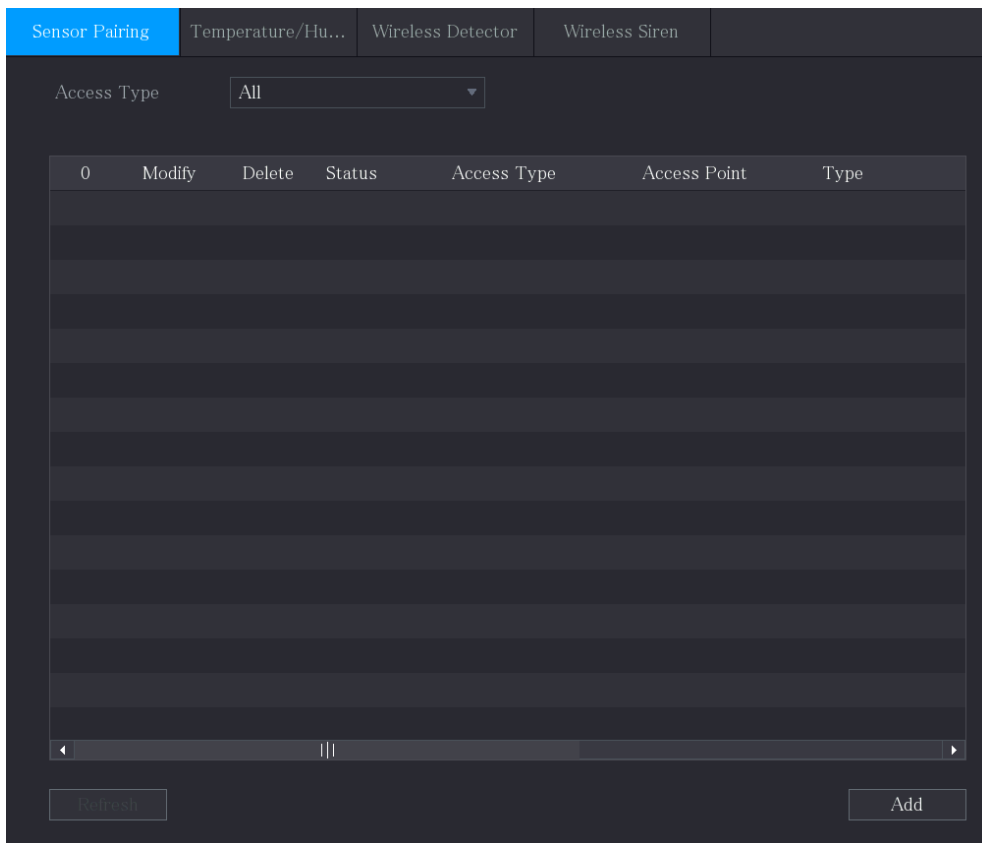 Sensor Pairing Temperature/Hu... Wireless Detector Wireless Siren
Access Type All
0 Modify Delete Status Access Type Access Point Type
Refresh Add